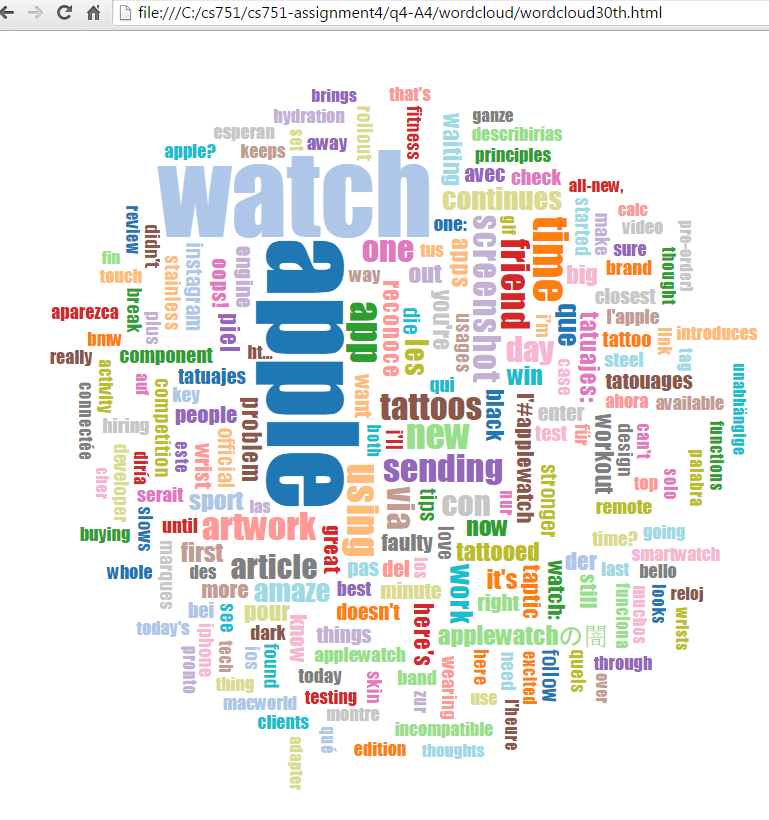 file:///C:/cs751/cs751-assignment4/q4-A4/wordcloud/wordcloud30th.html
brings
that's
hydration
rollout
fitness
ganze
esperan
set
away
waiting
describirías
apple?
keeps
principles
watch
avec
check
all-new,
continues
review
didn't
one:
screenshot
gif
time
started
make
calc
video
pre-order!
fin
touch
stainless
instagram
oops!
engine
apple
one
tus
apps
friend
sure
thought
way
out
big
brand
closest
aparezca
break
plus
piel
app
reconoce
die
les
you're
usages
i'm
que
tatuajes:
l'apple
tattoo
link
introduces
bmw
really
component
ht...
day
steel
tag
connectée
activity
auf
tatuajes
want
qui
win
case
tatouages
unabhängige
key
competition
people
problem
both
tattoos
black
l'#applewatch
enter
ahora
available
hiring
i'll
new
test
für
workout
design
can't
functions
developer
diría
este
wrist
official
cher
using
sending
stronger
top
solo
palabra
serait
sport
las
via
tips
con
nur
remote
buying
slows
until
artwork
great
now
time?
going
faulty
love
tattooed
smartwatch
marques
first
article
los
whole
des
pas
del
work
it's
taptic
watch:
der
still
last
bello
more
amaze
best
minute
right
funciona
muchos
looks
reloj
bei
see
pour
know
doesn't
here's
wrists
today's
iphone
dark
things
applewatchの闇
pronto
tech
ios
found
applewatch
wearing
here
need
excited
follow
quels
through
thing
today
skin
band
over
macworld
testing
zur
use
l'heure
clients
montre
qué
incompatible
adapter
edition
thoughts